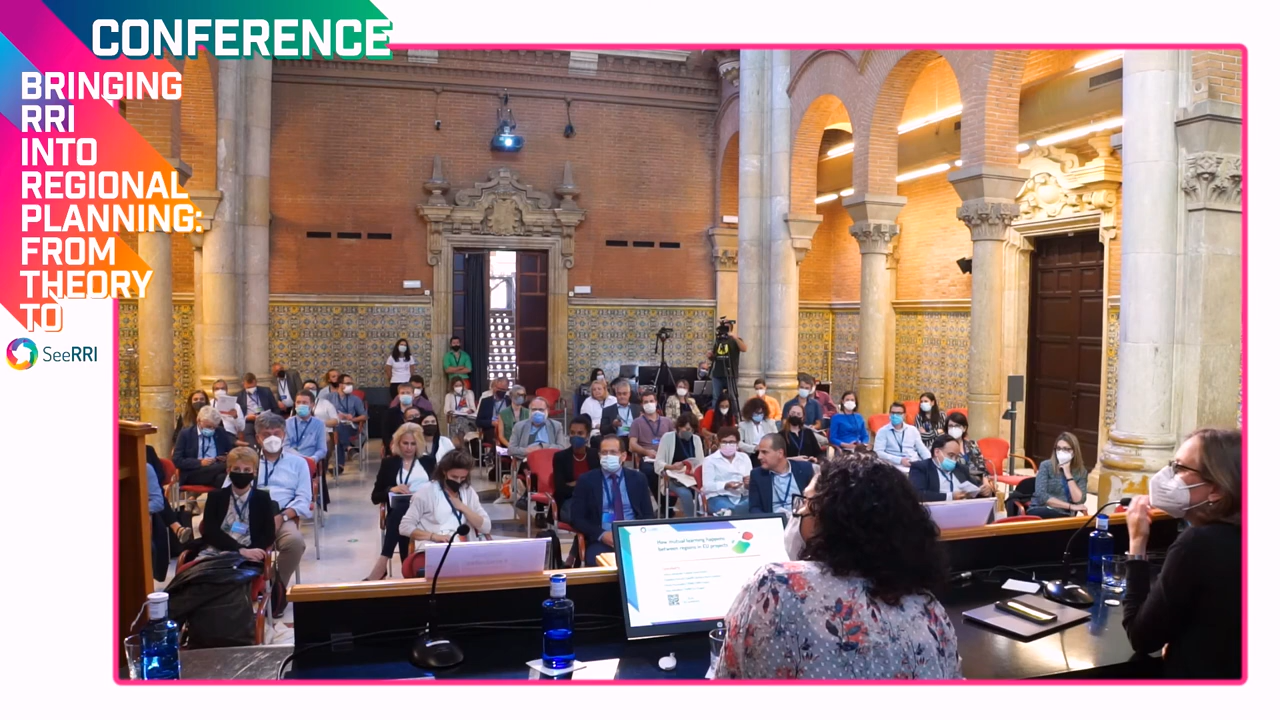 CONFERENCE
BRINGING
RRI
INTO
REGIONAL
PLANNING:
FROM
THEORY
TO
SeeRRI
How mutual learning happens
between regions in EU projects